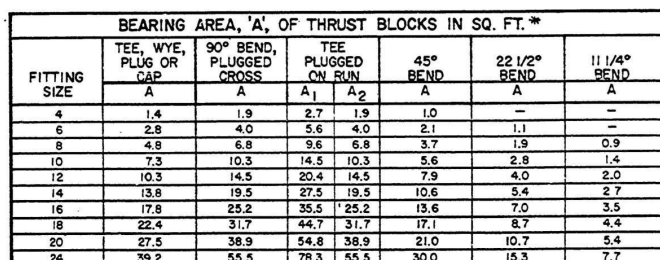 BEARING AREA, 'A', OF THRUST BLOCKS IN SQ. FT. *
FITTING SIZE | TEE, WYE, PLUG OR CAP | 90° BEND, PLUGGED CROSS | TEE PLUGGED ON RUN | 45° BEND | 22 1/2° BEND | 11 1/4° BEND
A A A1 A2 A A A
4 1.4 1.9 2.7 1.9 1.0 — —
6 2.8 4.0 5.6 4.0 2.1 1.1 —
8 4.8 6.8 9.6 6.8 3.7 1.9 0.9
10 7.3 10.3 14.5 10.3 5.6 2.8 1.4
12 10.3 14.5 20.4 14.5 7.9 4.0 2.0
14 13.8 19.5 27.5 19.5 10.6 5.4 2.7
16 17.8 25.2 35.5 25.2 13.6 7.0 3.5
18 22.4 31.7 44.7 31.7 17.1 8.7 4.4
20 27.5 38.9 54.8 38.9 21.0 10.7 5.4
24 39.2 55.5 78.3 55.5 30.0 15.3 7.7